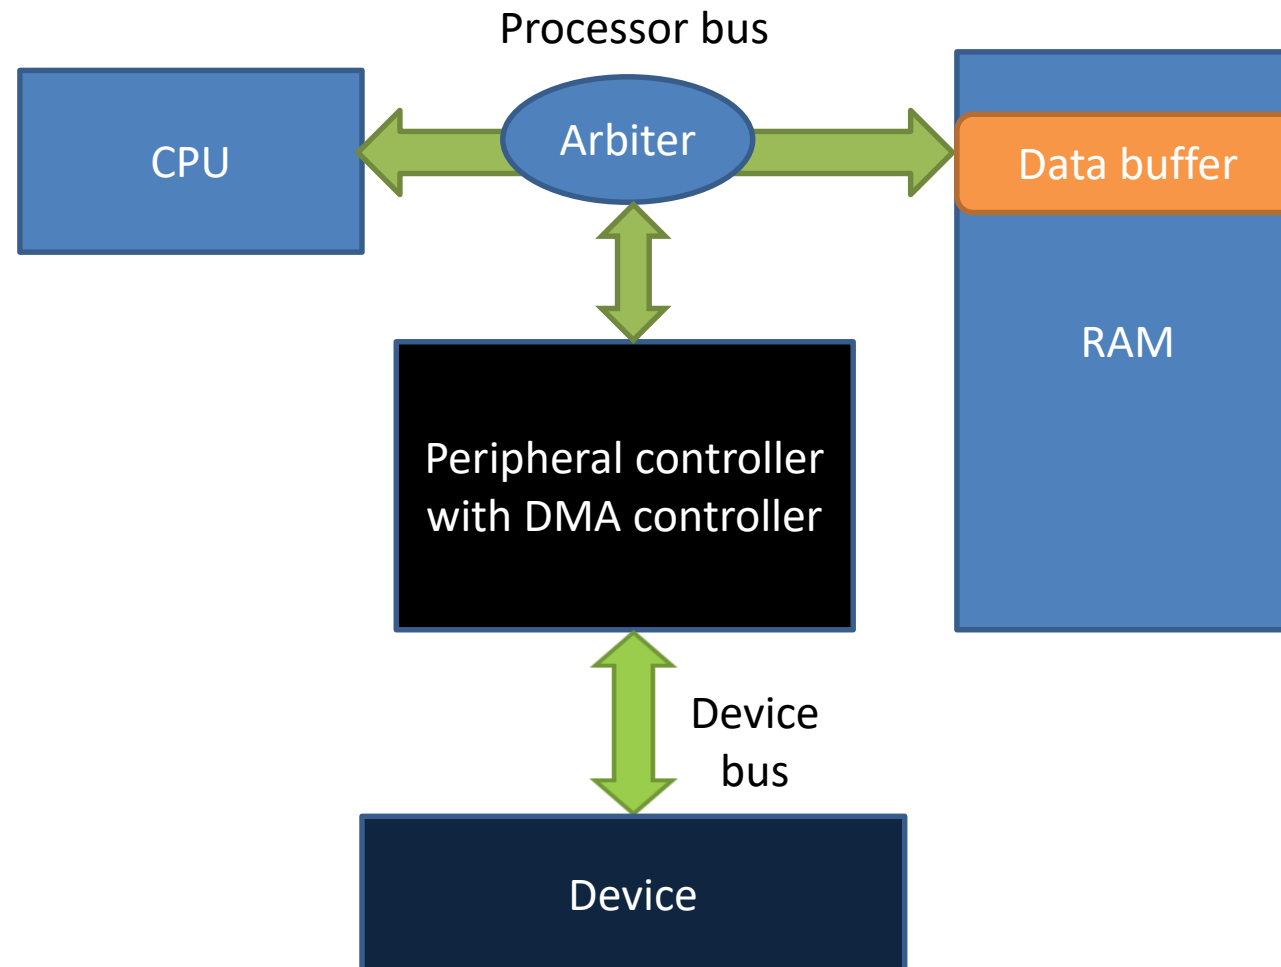 Processor bus
CPU
Arbiter
Data buffer
RAM
Peripheral controller
with DMA controller
Device
bus
Device